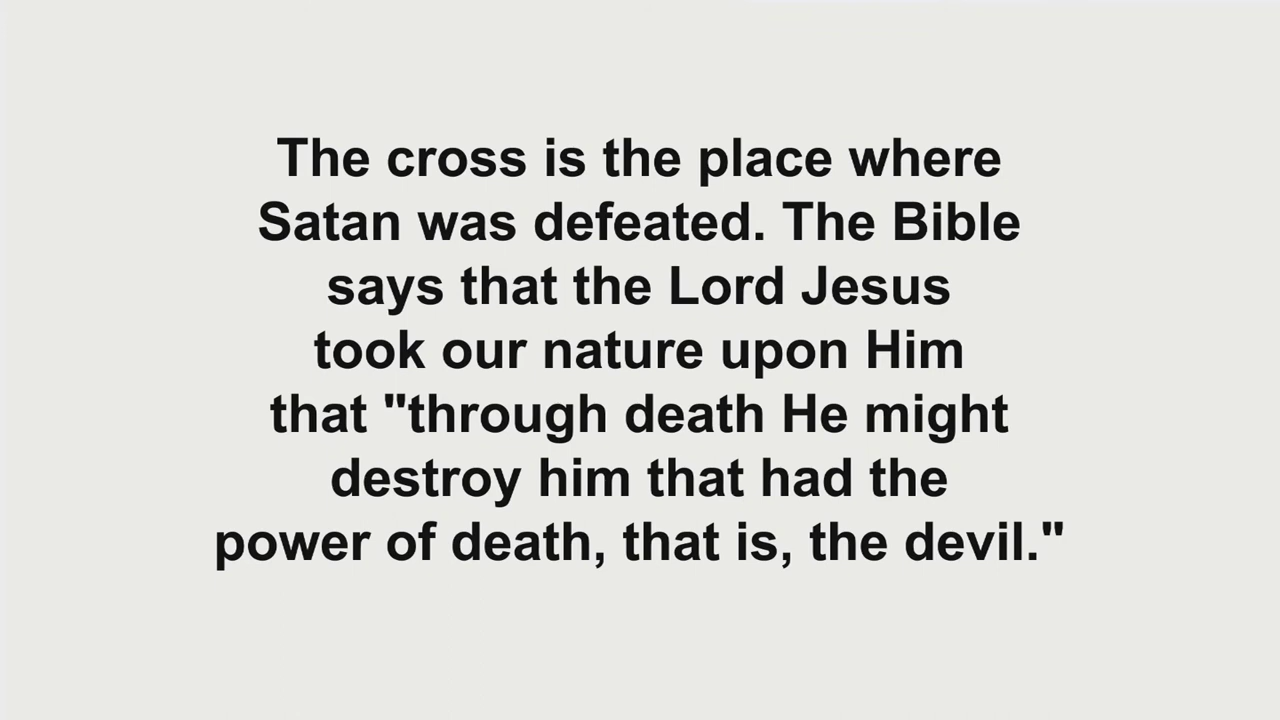 The cross is the place where
Satan was defeated. The Bible
says that the Lord Jesus
took our nature upon Him
that "through death He might
destroy him that had the
power of death, that is, the devil."